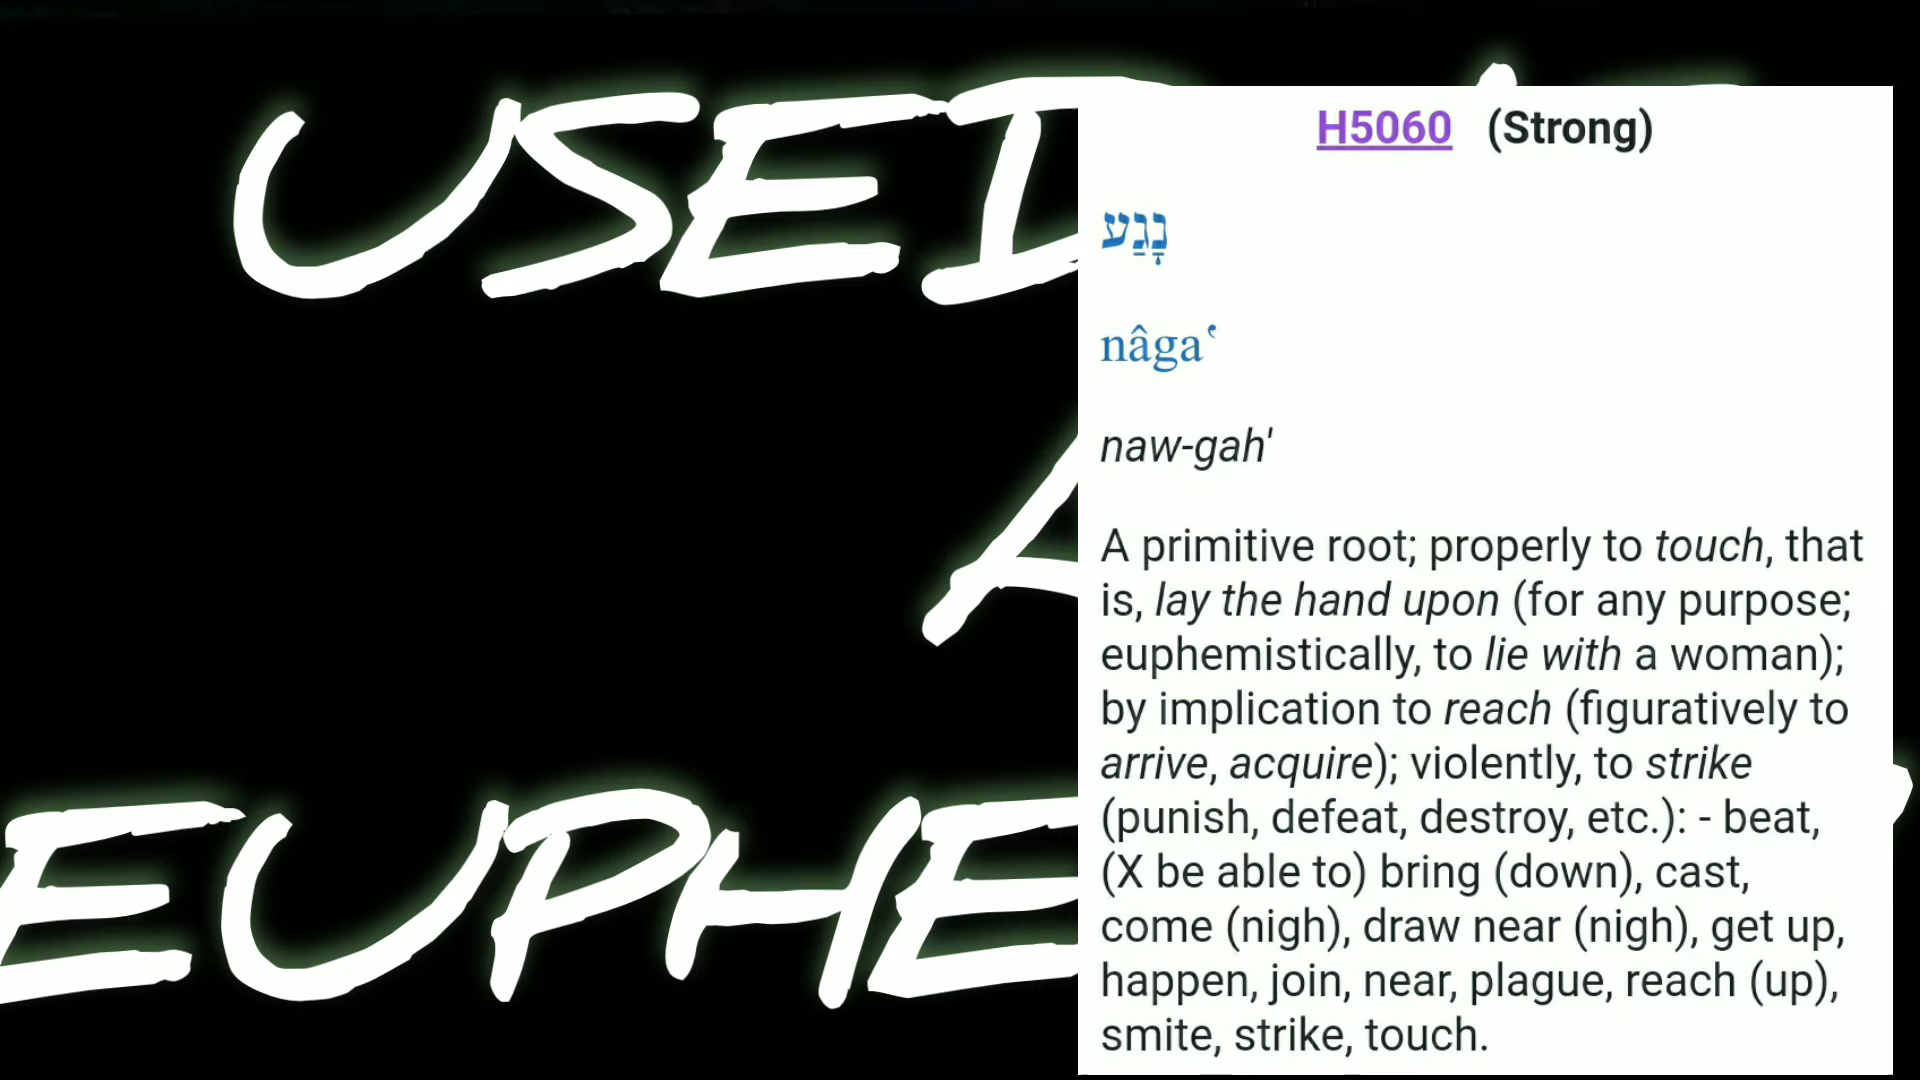 USED
A
EUPHE
H5060 (Strong)
נָגַע
nâga‛
naw-gah'
A primitive root; properly to touch, that
is, lay the hand upon (for any purpose;
euphemistically, to lie with a woman);
by implication to reach (figuratively to
arrive, acquire); violently, to strike
(punish, defeat, destroy, etc.): - beat,
(X be able to) bring (down), cast,
come (nigh), draw near (nigh), get up,
happen, join, near, plague, reach (up),
smite, strike, touch.